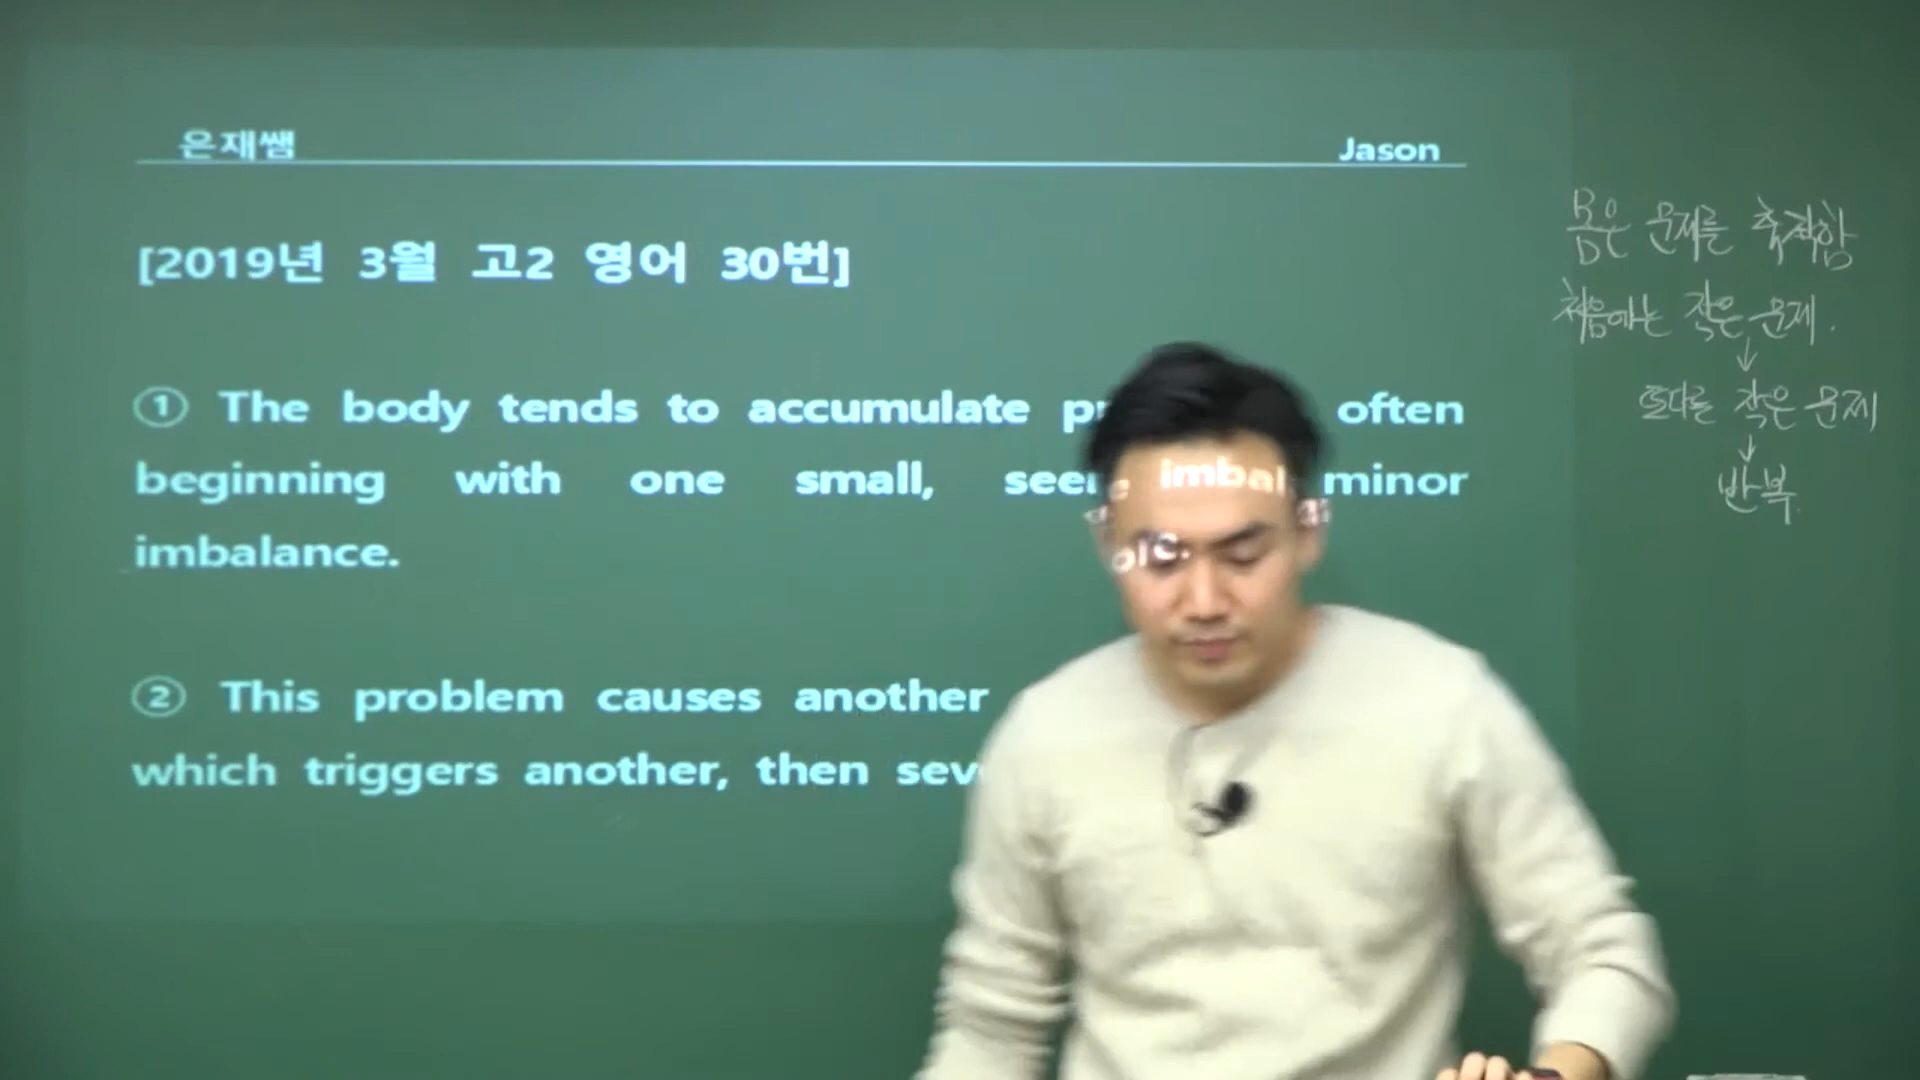 은재쌤 Jason
[2019년 3월 고2 영어 30번]
① The body tends to accumulate often
beginning with one small, minor
imbalance.
② This problem causes another
which triggers another, then
몸은 문제를 축적함
처음에는 작은 문제.
↓
또다른 작은 문제
↓
반복.